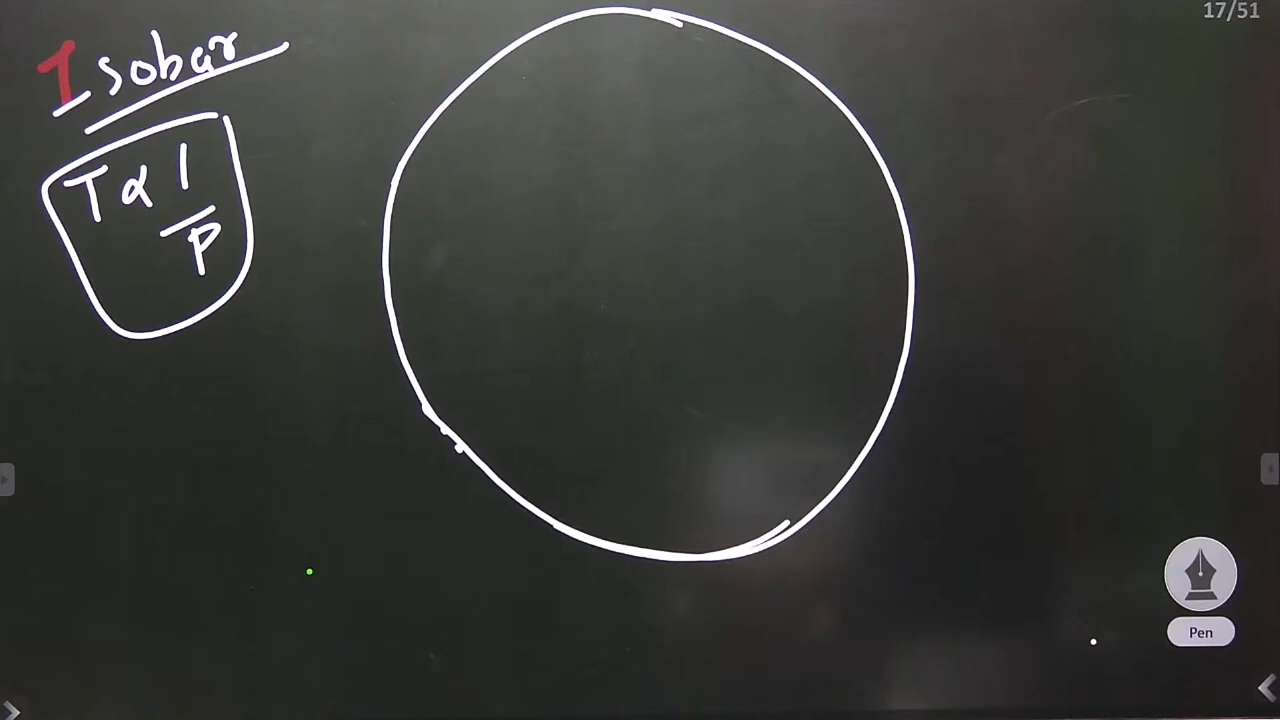 17/51
Isobar
T α 1
/
P
Pen